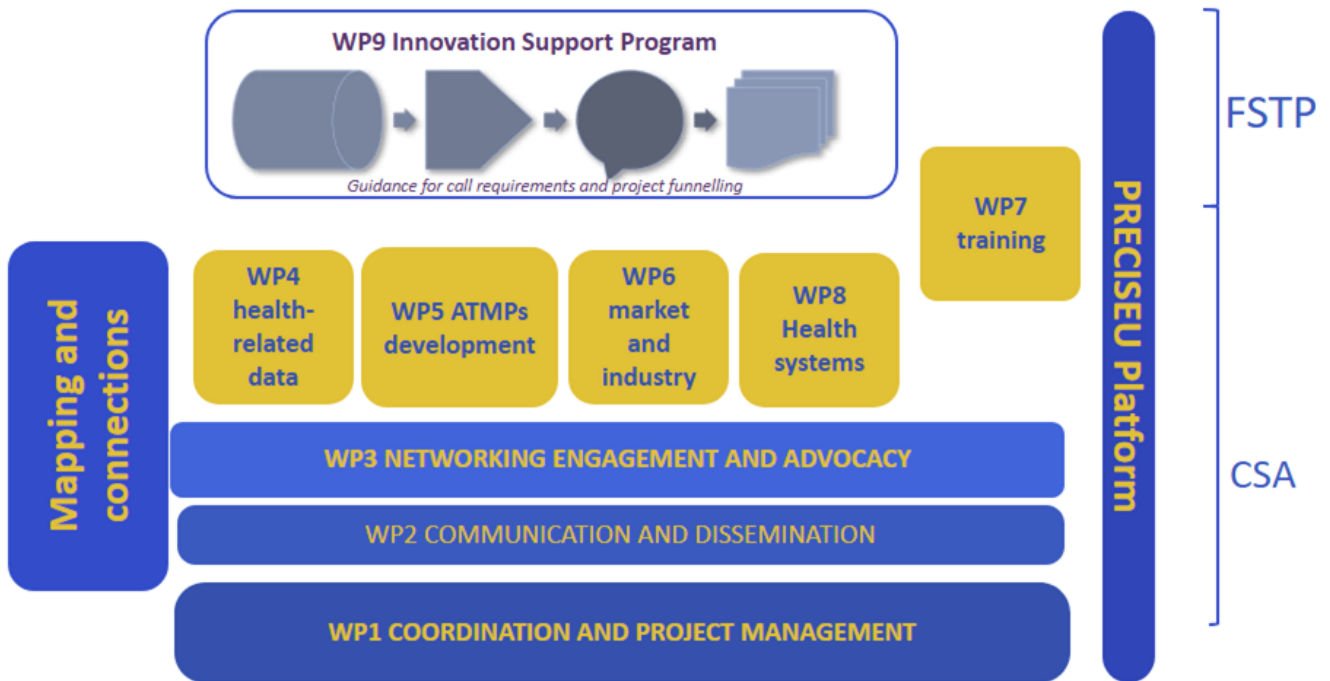 WP9 Innovation Support Program
Guidance for call requirements and project funnelling
FSTP
WP7
training
PRECISEU Platform
Mapping and
connections
WP4
health-
related
data
WP5 ATMPs
development
WP6
market
and
industry
WP8
Health
systems
CSA
WP3 NETWORKING ENGAGEMENT AND ADVOCACY
WP2 COMMUNICATION AND DISSEMINATION
WP1 COORDINATION AND PROJECT MANAGEMENT